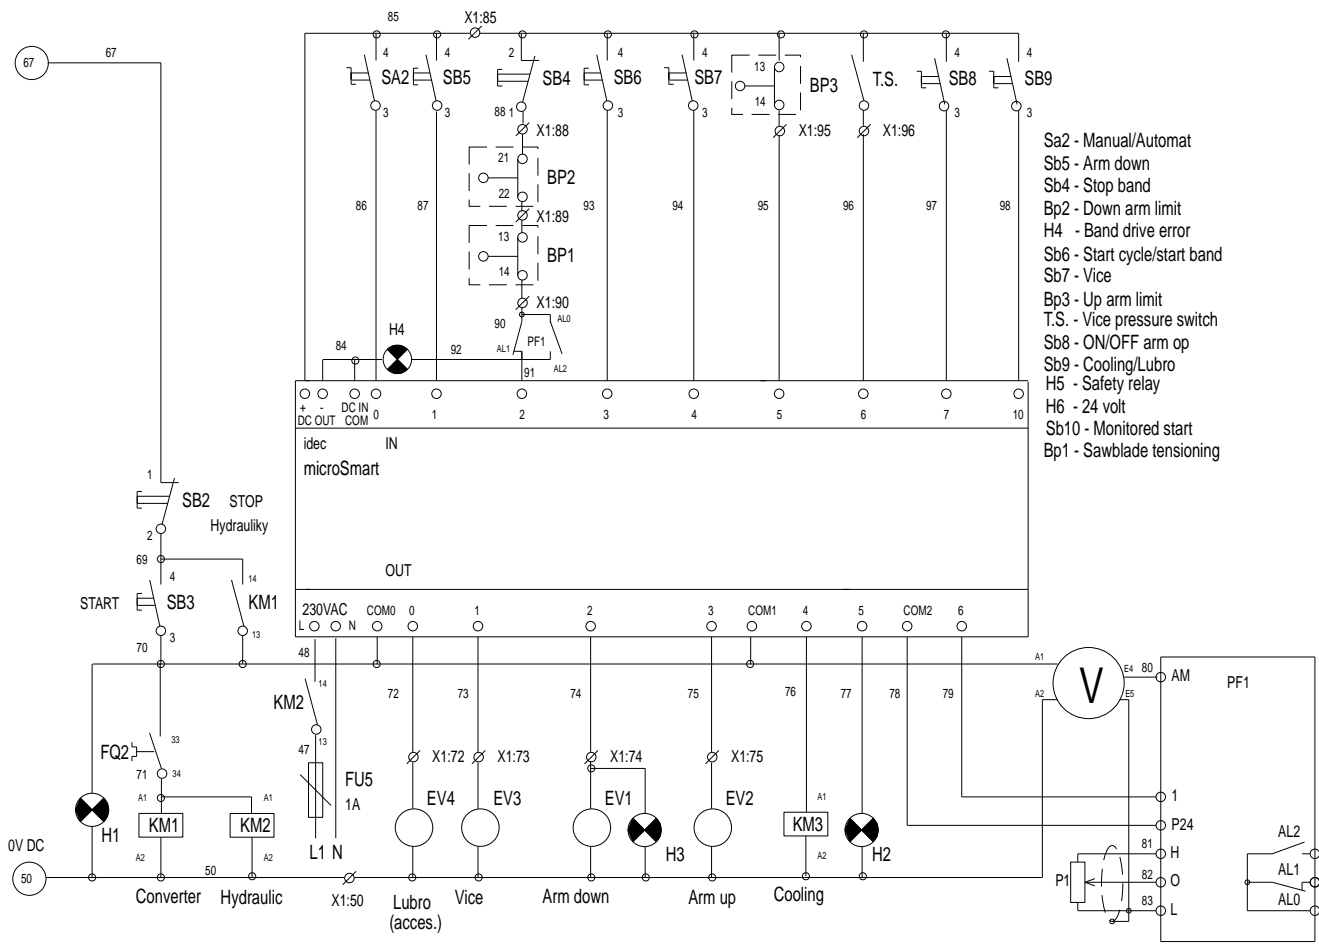 85
X1:85
67
67
4
SA2
3
4
SB5
3
2
SB4
88
1
X1:88
4
SB6
3
4
SB7
3
13
14
BP3
X1:95
T.S.
X1:96
4
SB8
3
4
SB9
3
21
22
BP2
X1:89
13
14
BP1
X1:90
86
87
93
94
95
96
97
98
90
AL0
AL1
PF1
AL2
91
H4
84
92
Sa2 - Manual/Automat
Sb5 - Arm down
Sb4 - Stop band
Bp2 - Down arm limit
H4 - Band drive error
Sb6 - Start cycle/start band
Sb7 - Vice
Bp3 - Up arm limit
T.S. - Vice pressure switch
Sb8 - ON/OFF arm op
Sb9 - Cooling/Lubro
H5 - Safety relay
H6 - 24 volt
Sb10 - Monitored start
Bp1 - Sawblade tensioning
+ -
DC OUT
DC IN
COM
0
1
2
3
4
5
6
7
10
idec
IN
microSmart
OUT
230VAC
L
N
COM0
0
1
2
3
COM1
4
5
COM2
6
1
SB2
STOP
Hydrauliky
2
69
4
START
SB3
3
14
KM1
13
70
48
14
KM2
13
47
FU5
1A
L1 N
FQ2
33
34
71
A1
KM1
A2
A1
KM2
A2
H1
0V DC
50
50
Converter
Hydraulic
X1:50
72
73
74
75
76
77
78
79
X1:72
X1:73
X1:74
X1:75
EV4
EV3
EV1
H3
EV2
A1
KM3
A2
H2
Lubro
(acces.)
Vice
Arm down
Arm up
Cooling
A1
A2
V
E4
E5
80
AM
PF1
1
P24
81
H
P1
82
O
83
L
AL2
AL1
AL0